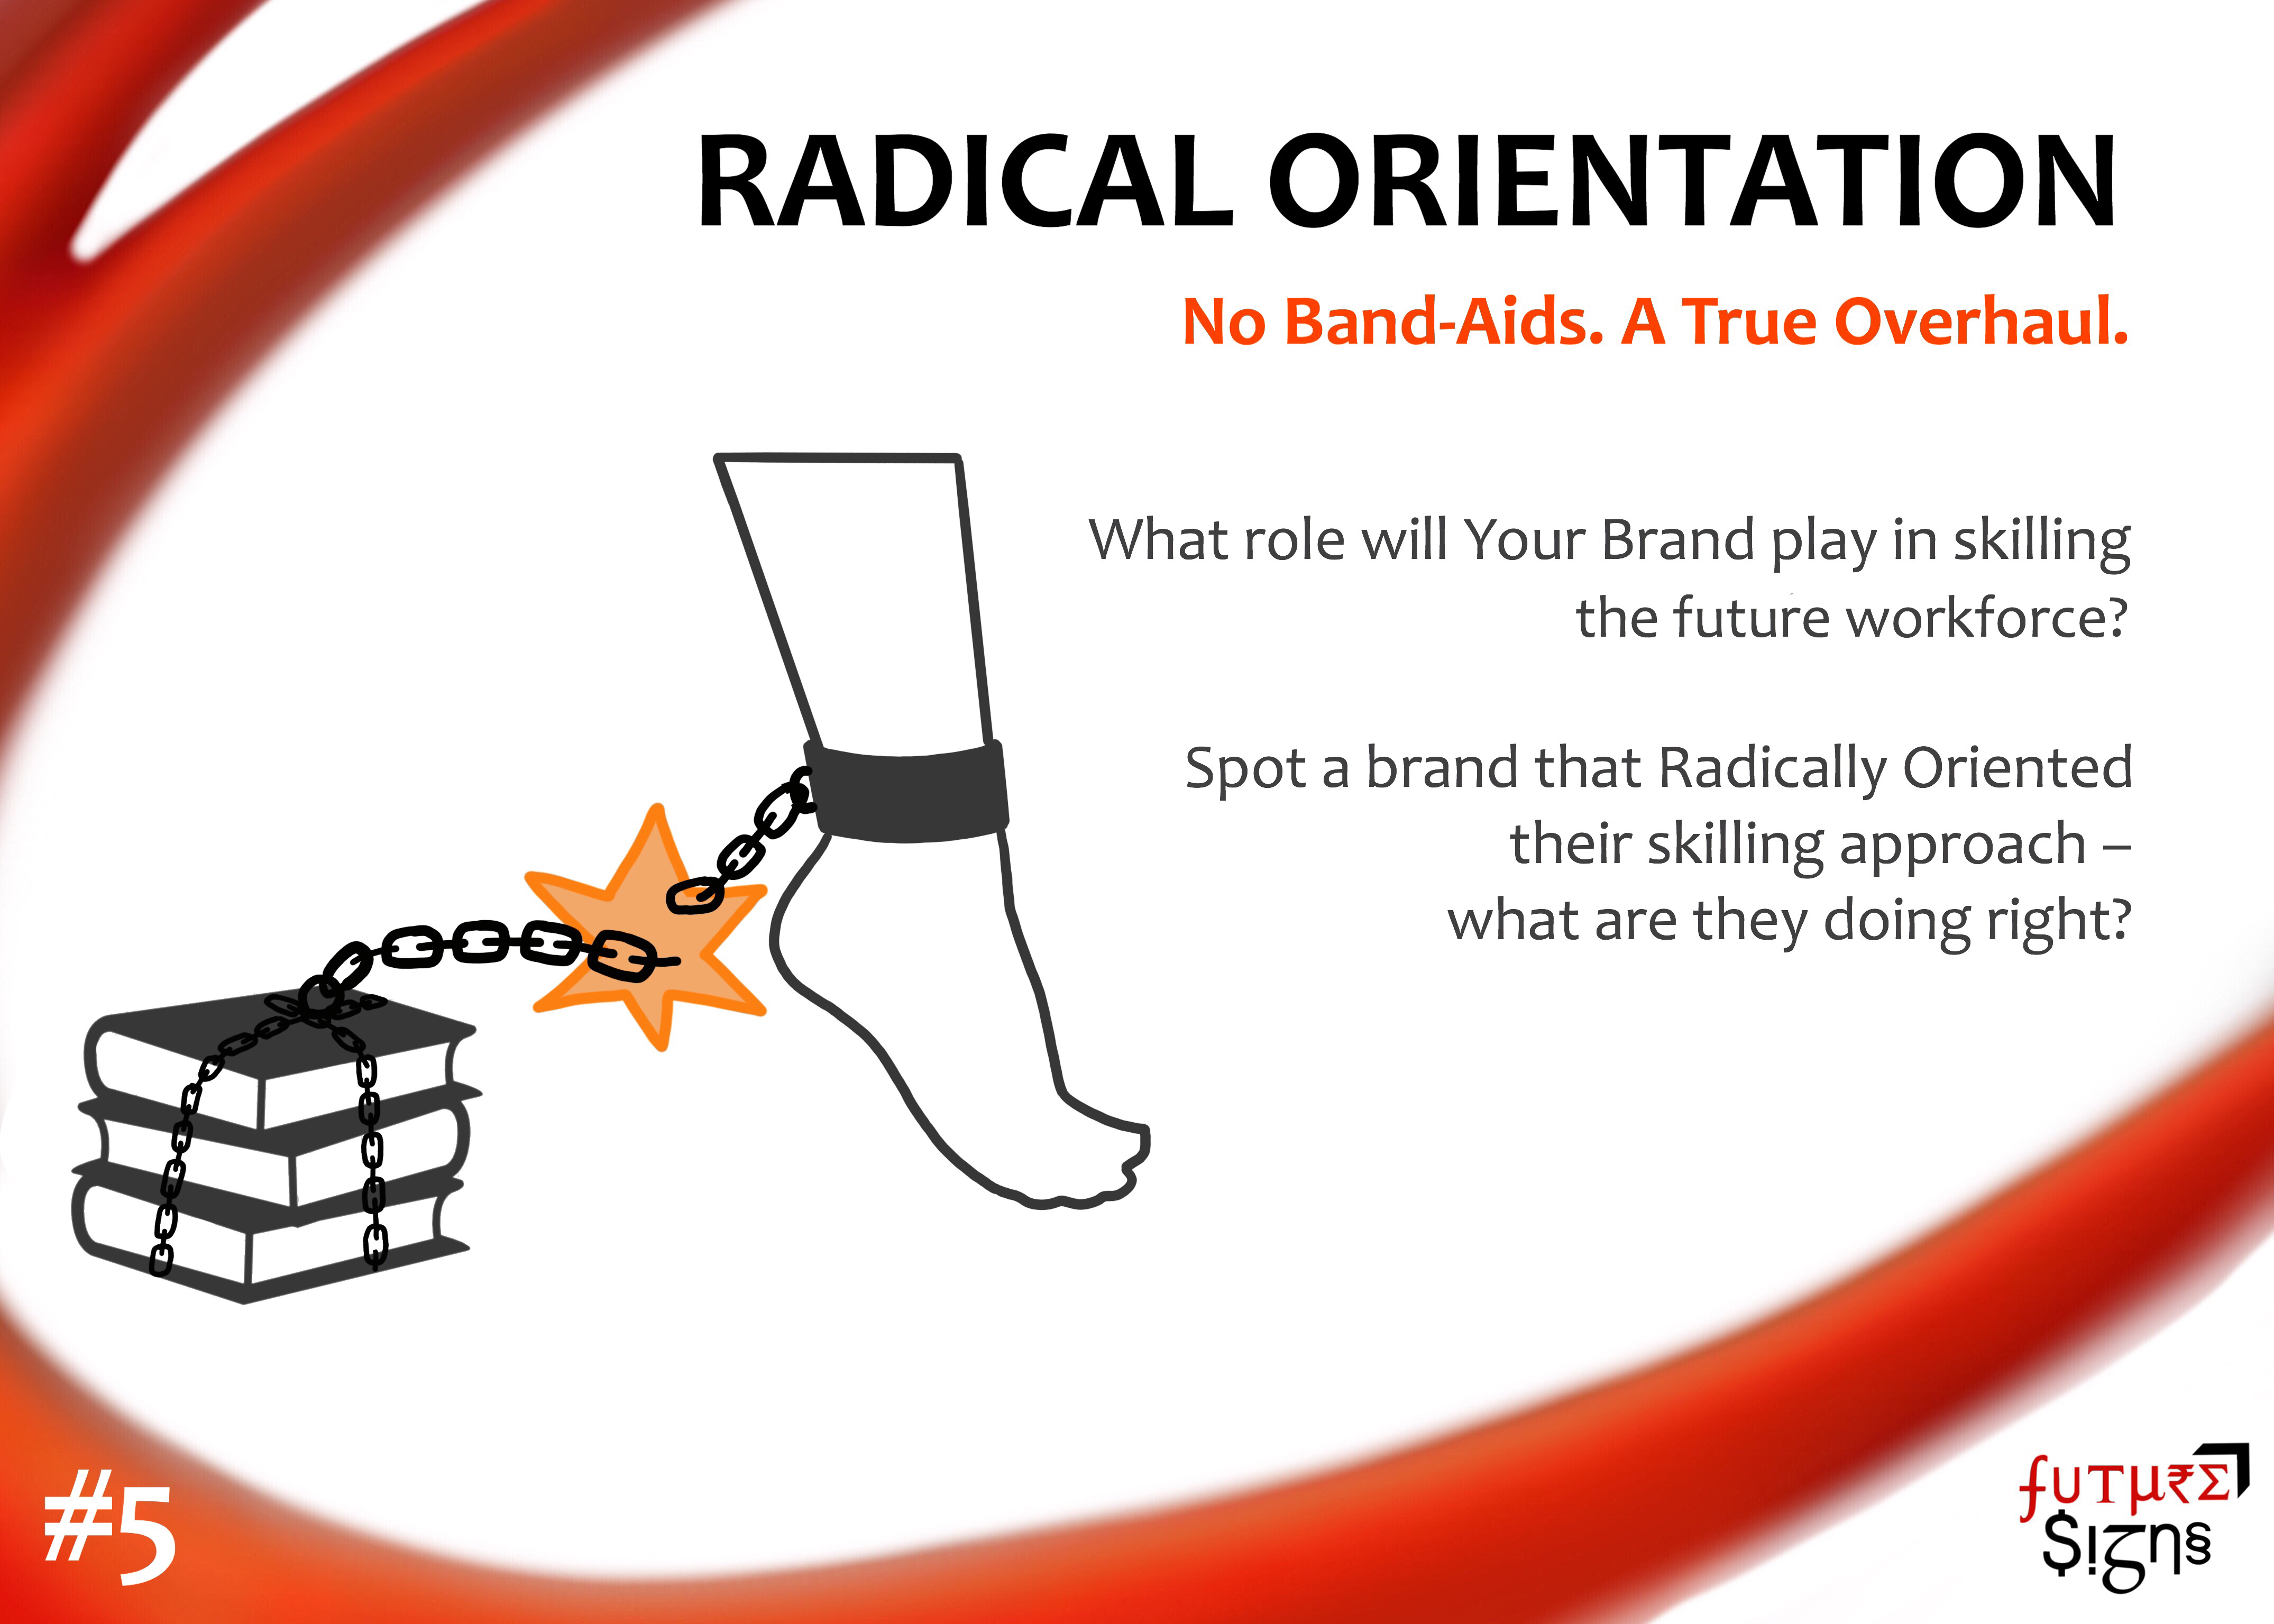 RADICAL ORIENTATION
No Band-Aids. A True Overhaul.
What role will Your Brand play in skilling
the future workforce?
Spot a brand that Radically Oriented
their skilling approach –
what are they doing right?
#5
ƒuTµ₹Σ
$!ʒη§